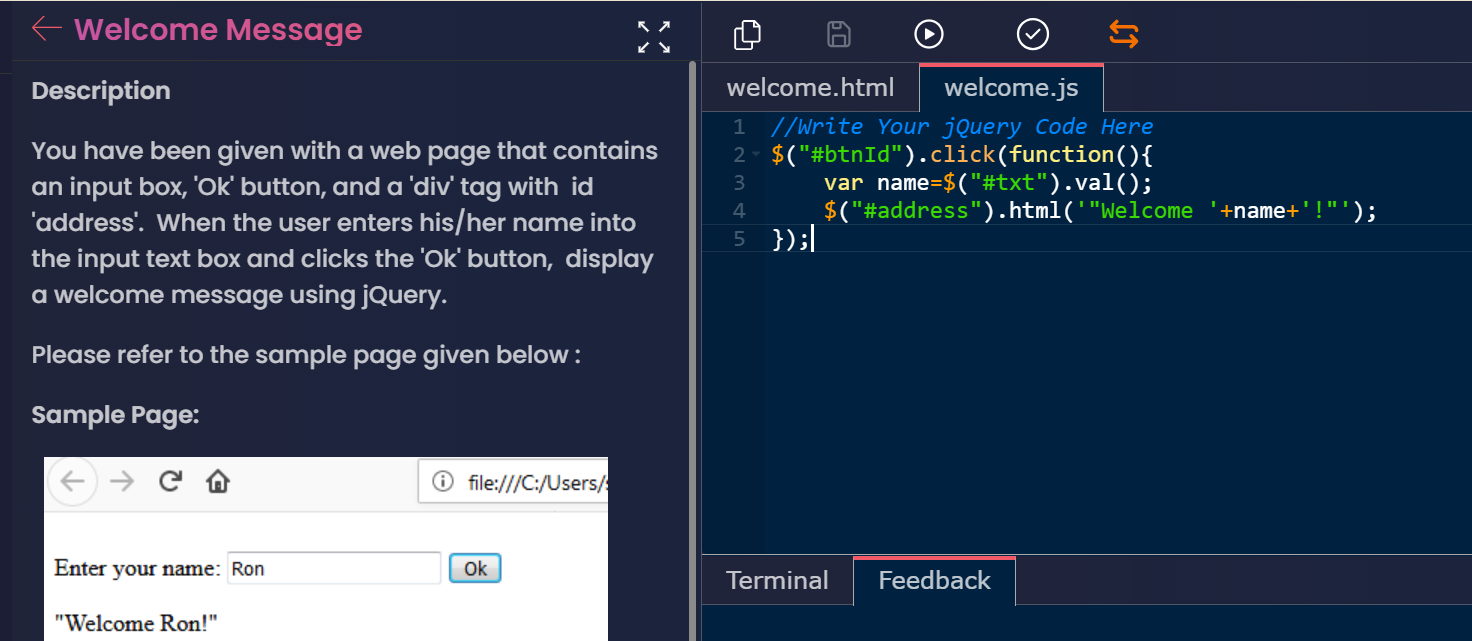 Welcome Message
Description
You have been given with a web page that contains
an input box, 'Ok' button, and a 'div' tag with  id
'address'.  When the user enters his/her name into
the input text box and clicks the 'Ok' button,  display
a welcome message using jQuery.
Please refer to the sample page given below :
Sample Page:
file:///C:/Users/s
Enter your name: Ron Ok
"Welcome Ron!"
welcome.html welcome.js
1 //Write Your jQuery Code Here
2 $("#btnId").click(function(){
3     var name=$("#txt").val();
4     $("#address").html('"Welcome '+name+'!"');
5 });
Terminal Feedback